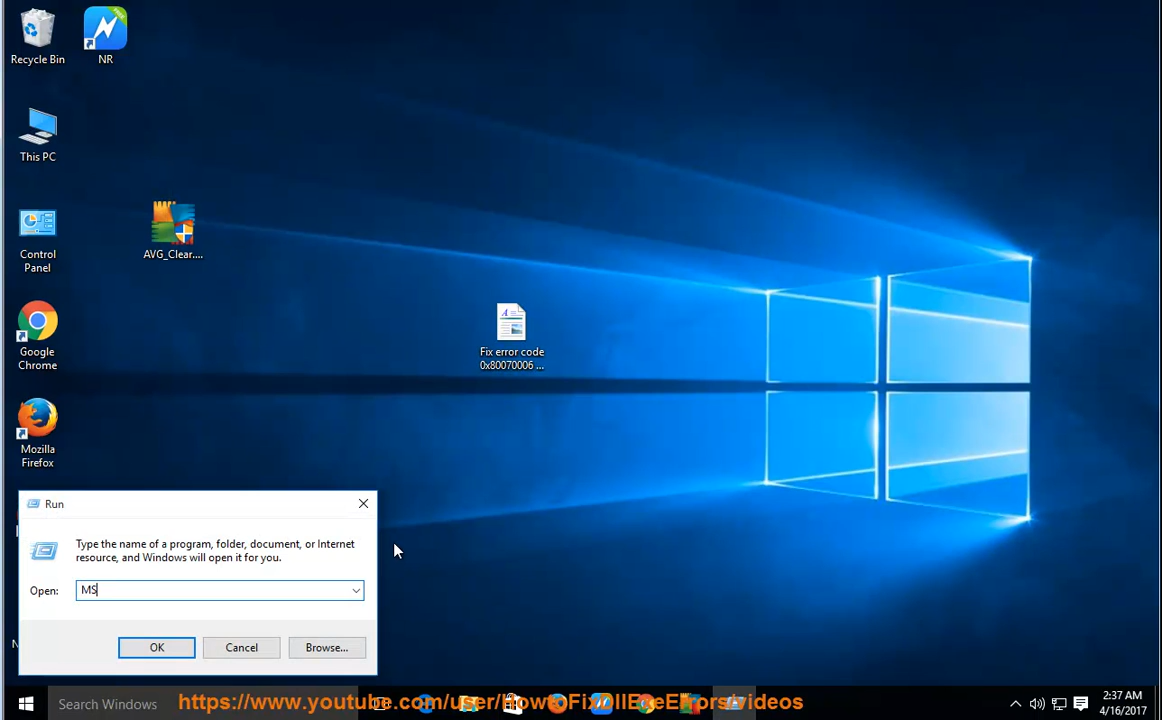 Recycle Bin
NR
This PC
Control
Panel
AVG_Clear....
Google
Chrome
Fix error code
0x80070006 ...
Mozilla
Firefox
Run
Type the name of a program, folder, document, or Internet
resource, and Windows will open it for you.
Open:
MS
OK
Cancel
Browse...
N
Search Windows
https://www.youtube.com/user/HowtoFixAllExeErrors/videos
2:37 AM
4/16/2017